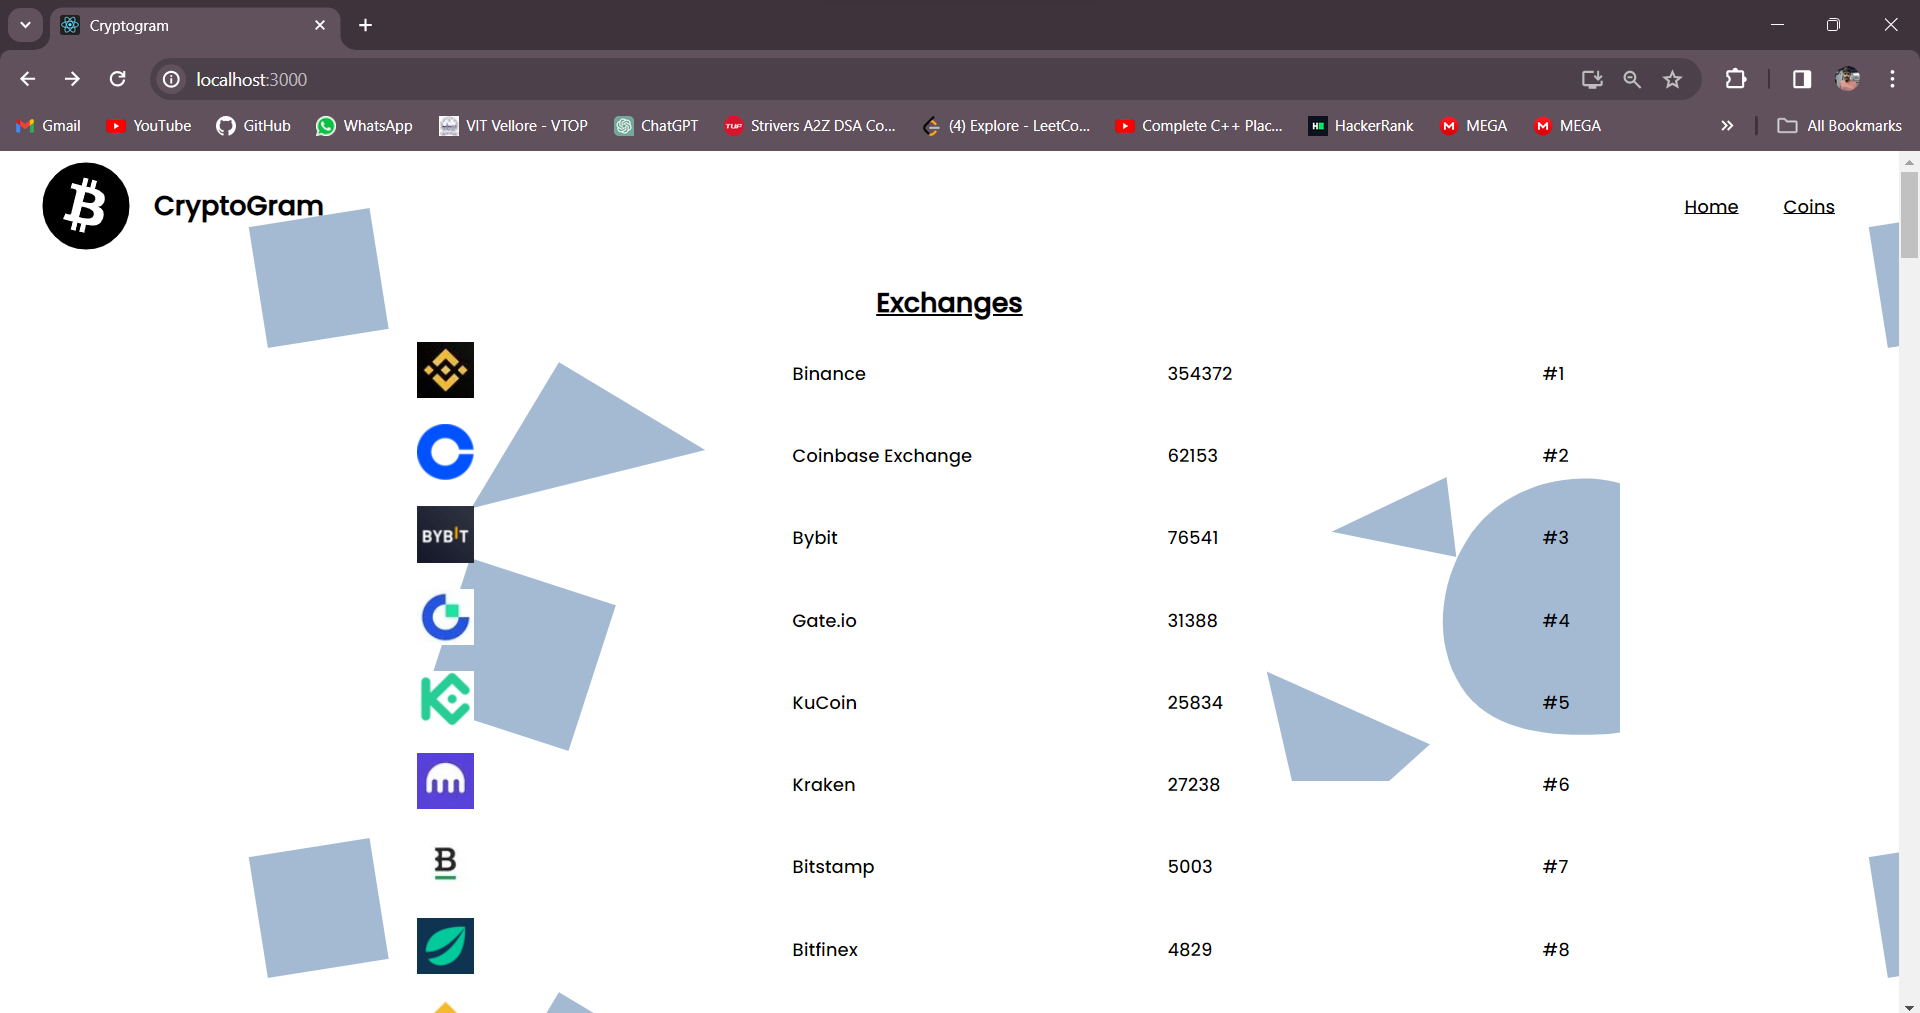 Cryptogram
localhost:3000
Gmail YouTube GitHub WhatsApp VIT Vellore - VTOP ChatGPT TUF Strivers A2Z DSA Co... (4) Explore - LeetCo... Complete C++ Plac... HackerRank M MEGA M MEGA » All Bookmarks
CryptoGram Home Coins
Exchanges
Binance 354372 #1
Coinbase Exchange 62153 #2
BYBIT Bybit 76541 #3
Gate.io 31388 #4
KuCoin 25834 #5
Kraken 27238 #6
B Bitstamp 5003 #7
Bitfinex 4829 #8